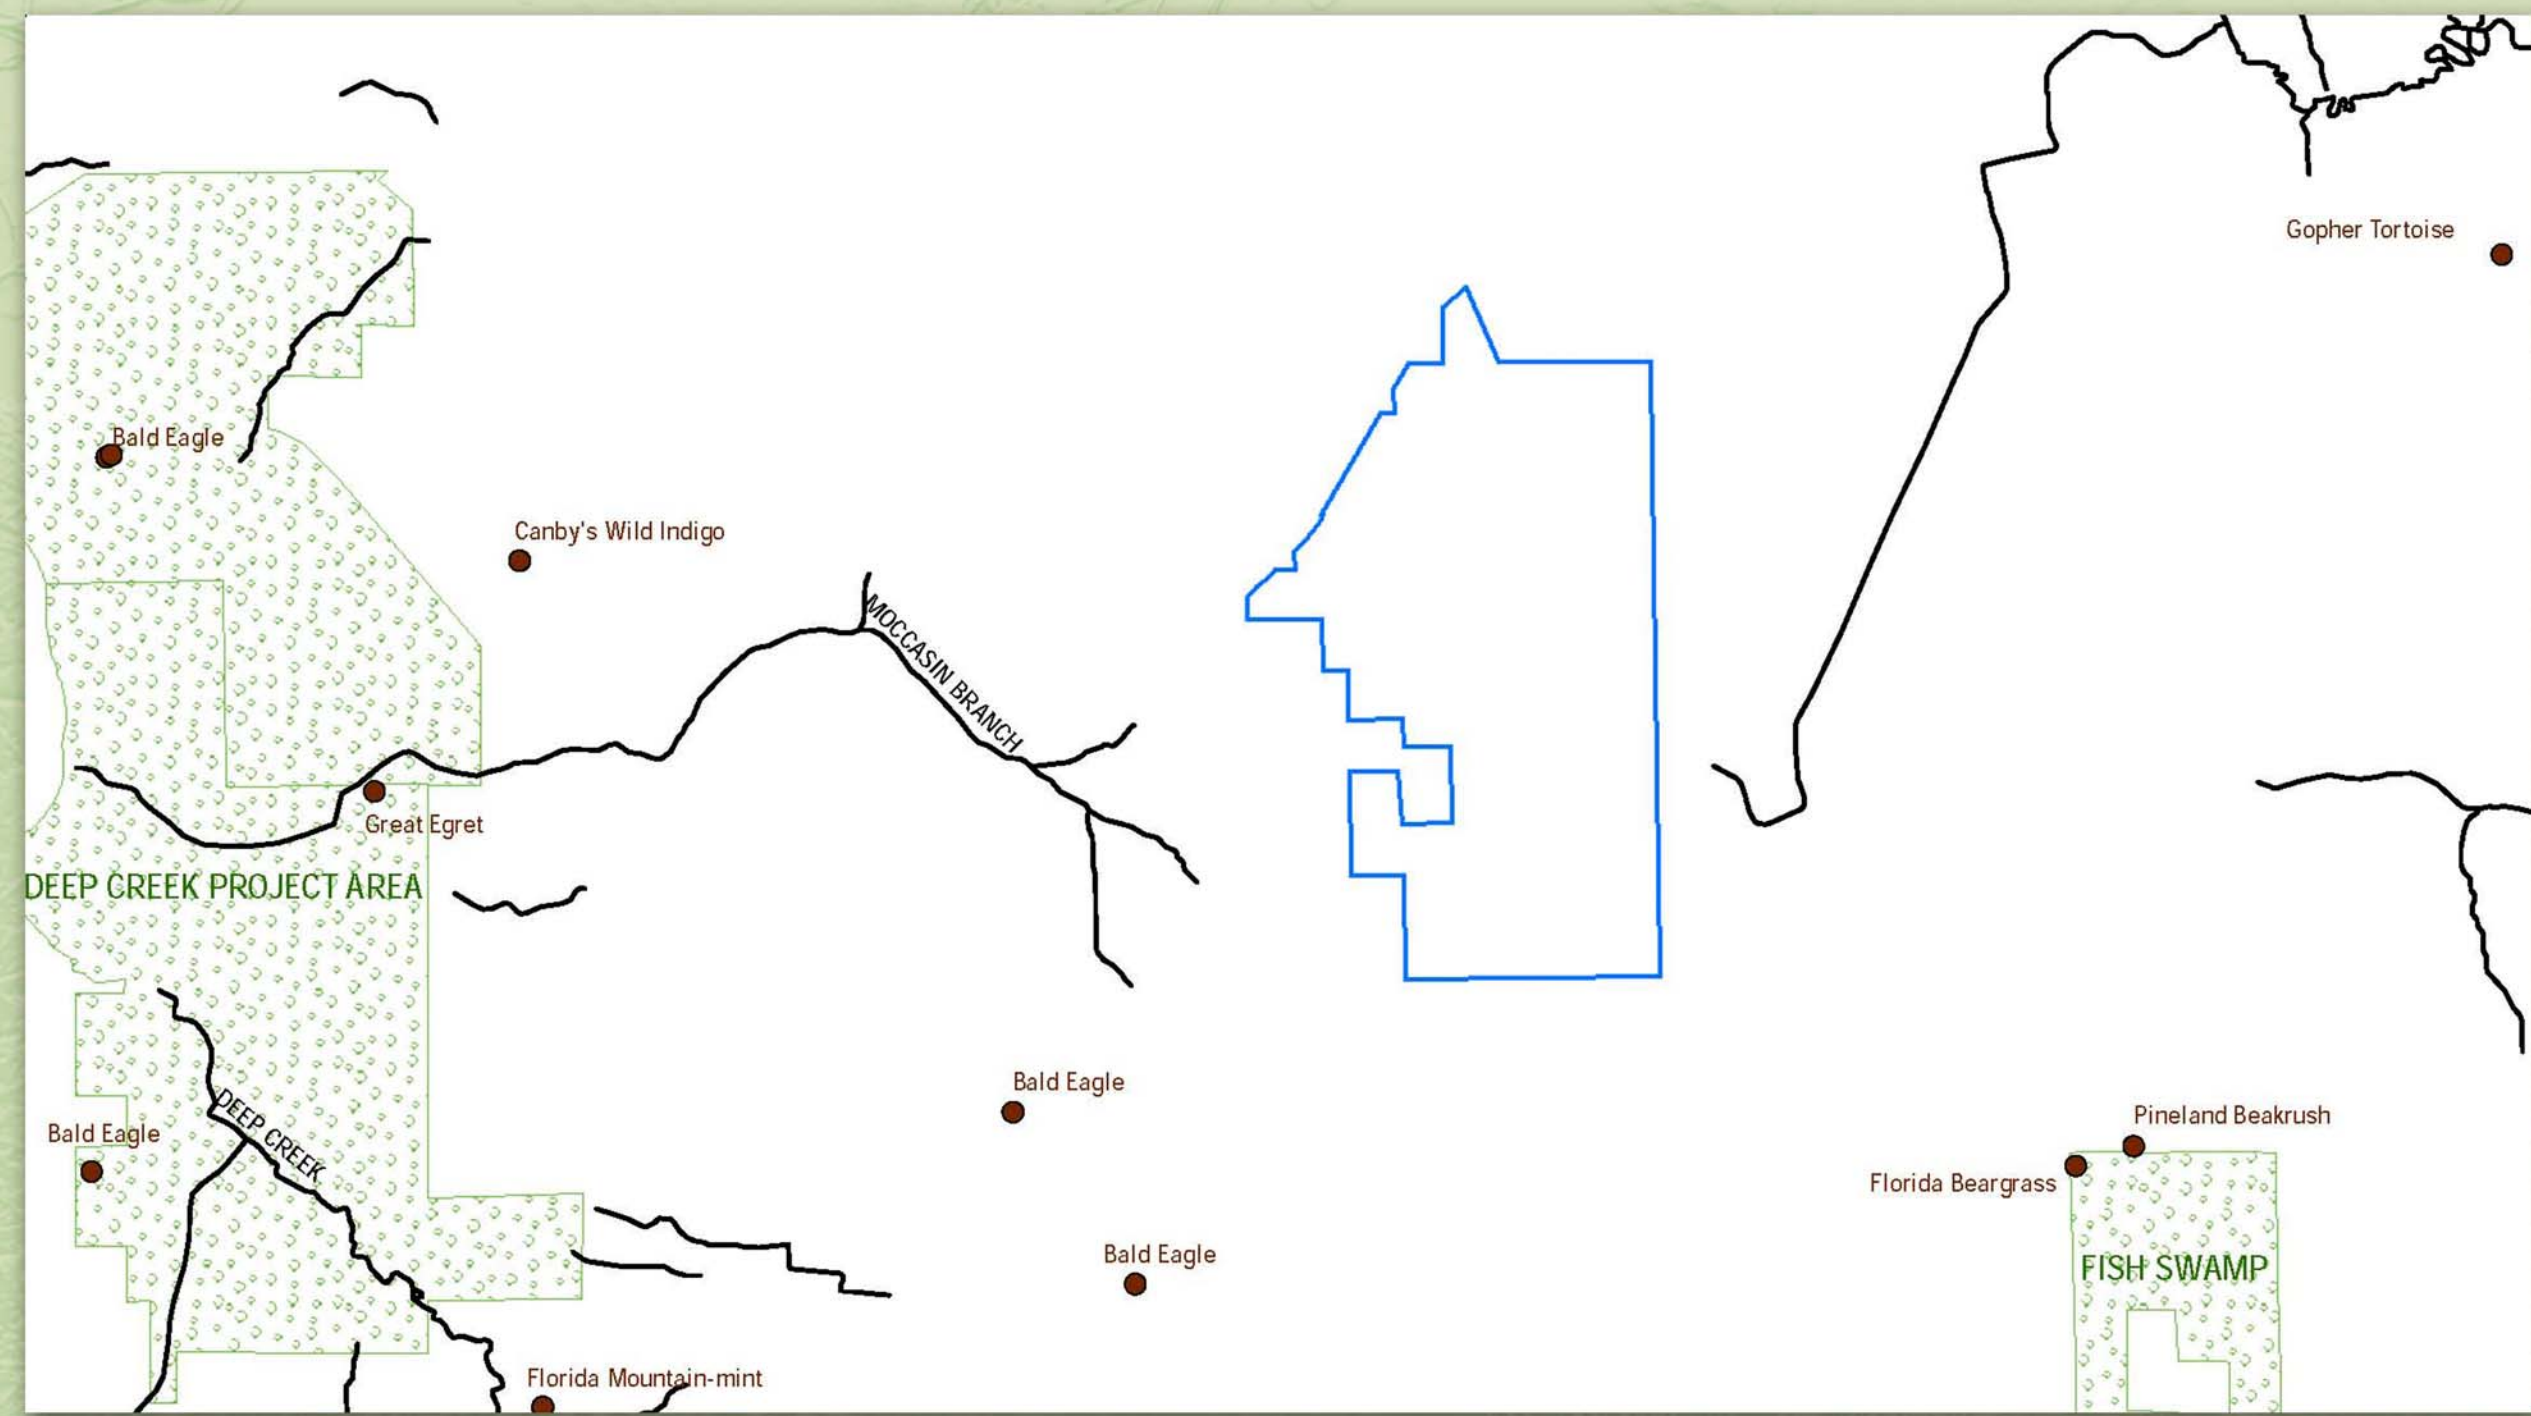 Gopher Tortoise
Bald Eagle
Canby's Wild Indigo
MOCCASIN BRANCH
Great Egret
DEEP CREEK PROJECT AREA
Bald Eagle
DEEP CREEK
Bald Eagle
Pineland Beakrush
Florida Beargrass
Bald Eagle
FISH SWAMP
Florida Mountain-mint